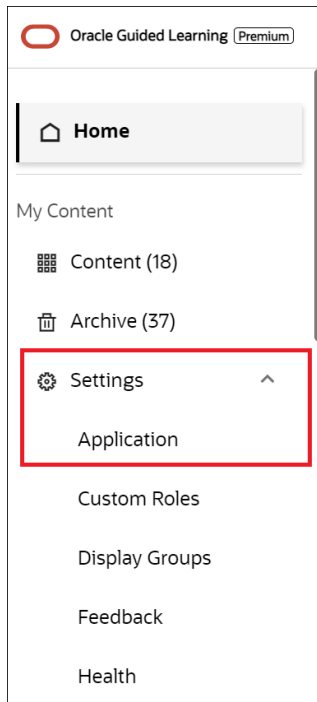 Oracle Guided Learning Premium
Home
My Content
Content (18)
Archive (37)
Settings
Application
Custom Roles
Display Groups
Feedback
Health